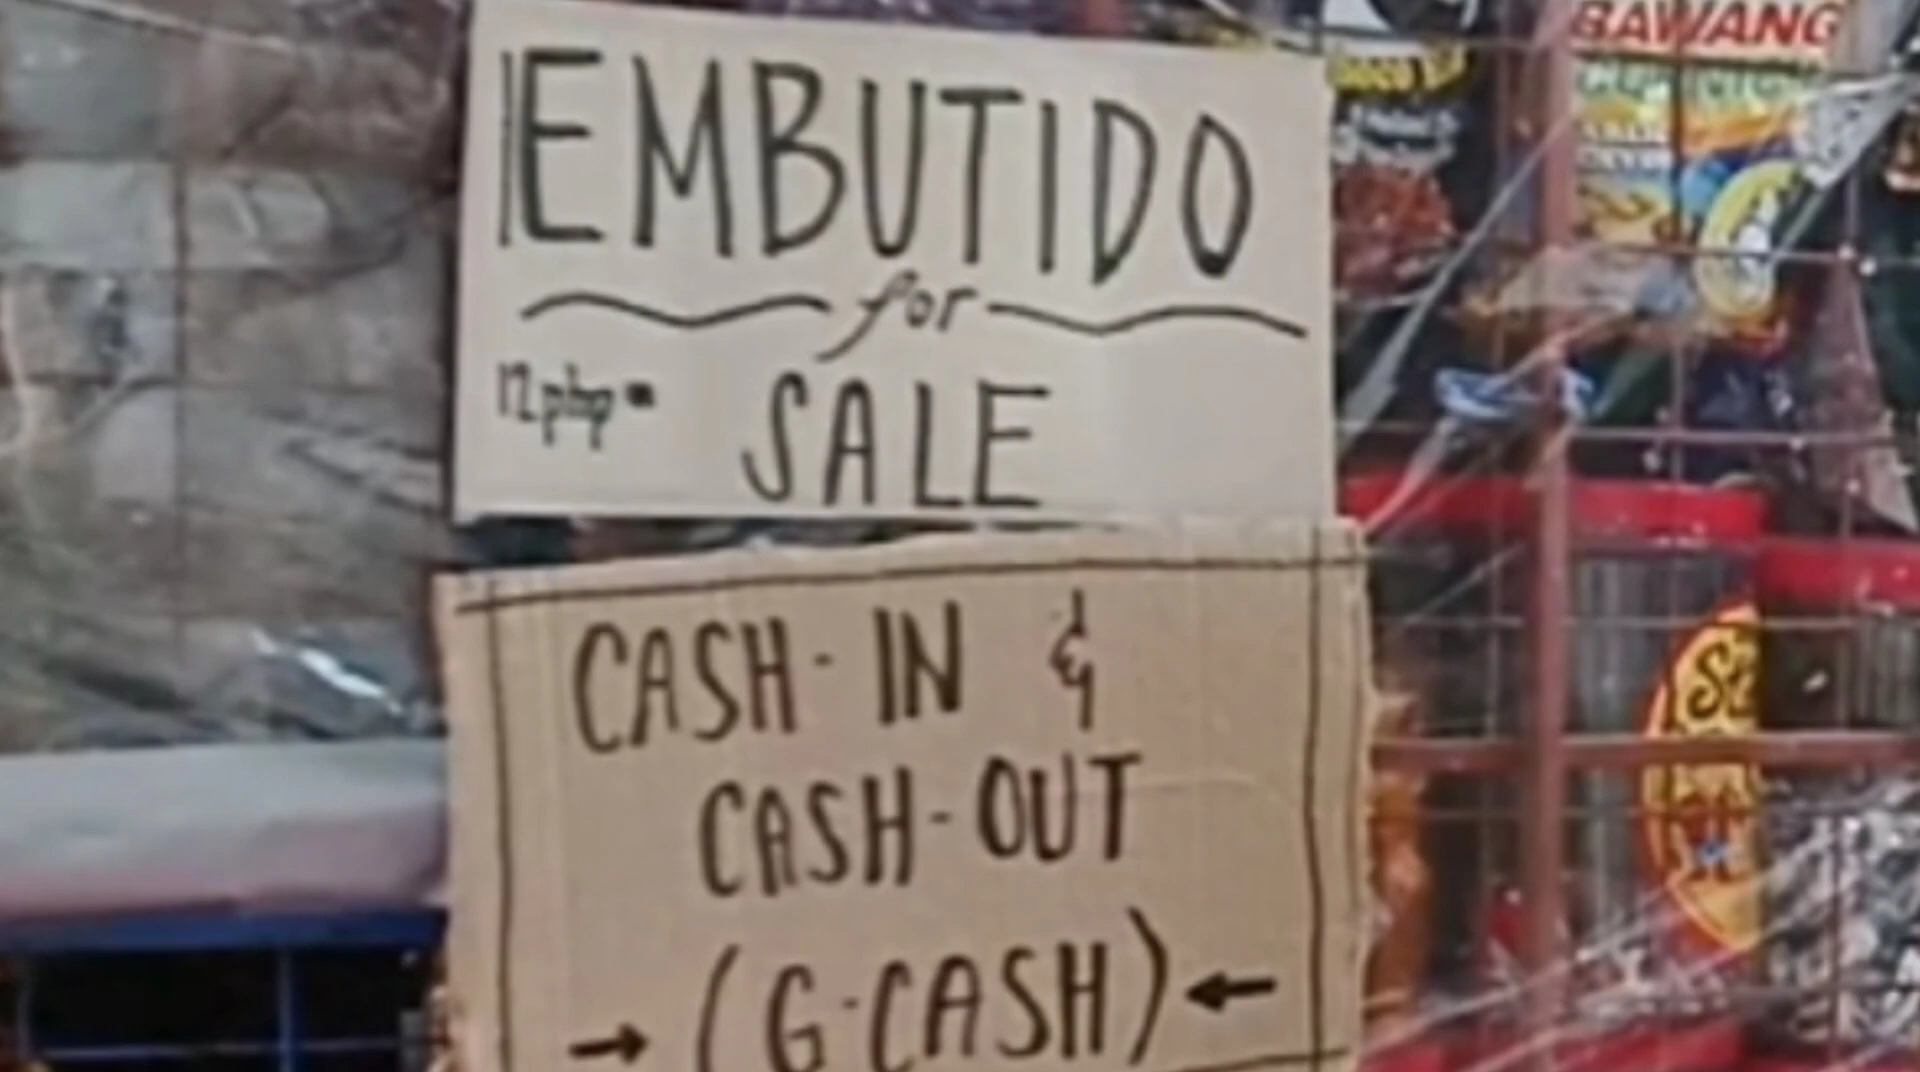 BAWANG
EMBUTIDO
for
12php
SALE
CASH-IN &
CASH-OUT
→ (G-CASH) ←